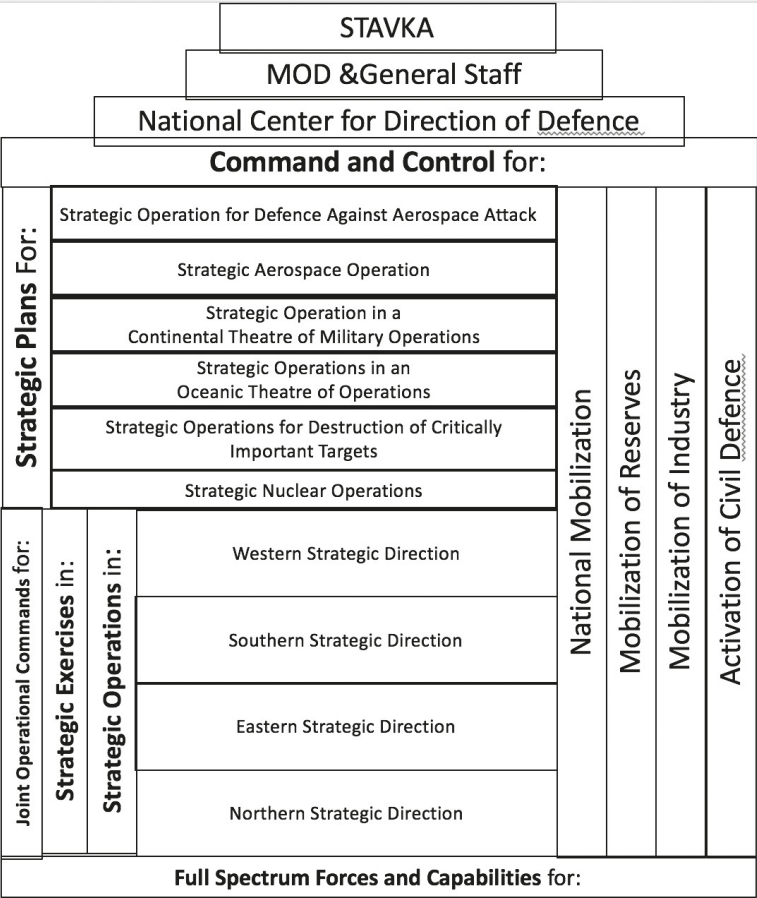 STAVKA
MOD &General Staff
National Center for Direction of Defence
Command and Control for:
Strategic Plans For:
Strategic Operation for Defence Against Aerospace Attack
Strategic Aerospace Operation
Strategic Operation in a
Continental Theatre of Military Operations
Strategic Operations in an
Oceanic Theatre of Operations
Strategic Operations for Destruction of Critically
Important Targets
Strategic Nuclear Operations
Joint Operational Commands for:
Strategic Exercises in:
Strategic Operations in:
Western Strategic Direction
Southern Strategic Direction
Eastern Strategic Direction
Northern Strategic Direction
National Mobilization
Mobilization of Reserves
Mobilization of Industry
Activation of Civil Defence
Full Spectrum Forces and Capabilities for: